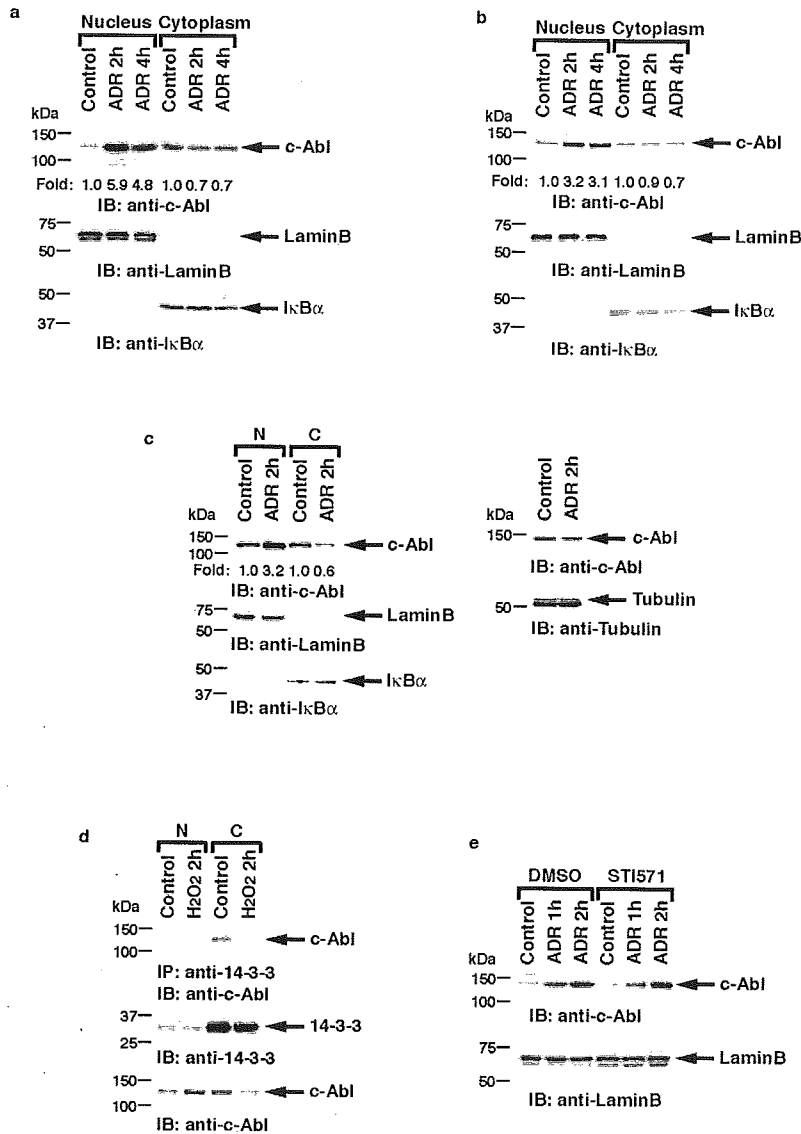 a
Nucleus Cytoplasm
Control
ADR 2h
ADR 4h
Control
ADR 2h
ADR 4h
kDa
150
100
c-Abl
Fold: 1.0 5.9 4.8 1.0 0.7 0.7
IB: anti-c-Abl
75
50
LaminB
IB: anti-LaminB
50
37
IκBα
IB: anti-IκBα
b
Nucleus Cytoplasm
Control
ADR 2h
ADR 4h
Control
ADR 2h
ADR 4h
kDa
150
100
c-Abl
Fold: 1.0 3.2 3.1 1.0 0.9 0.7
IB: anti-c-Abl
75
50
LaminB
IB: anti-LaminB
50
37
IκBα
IB: anti-IκBα
c
N C
Control
ADR 2h
Control
ADR 2h
kDa
150
100
c-Abl
Fold: 1.0 3.2 1.0 0.6
IB: anti-c-Abl
75
50
LaminB
IB: anti-LaminB
50
37
IκBα
IB: anti-IκBα
Control
ADR 2h
kDa
150
c-Abl
IB: anti-c-Abl
50
Tubulin
IB: anti-Tubulin
d
N C
Control
H2O2 2h
Control
H2O2 2h
kDa
150
100
c-Abl
IP: anti-14-3-3
IB: anti-c-Abl
37
25
14-3-3
IB: anti-14-3-3
150
100
c-Abl
IB: anti-c-Abl
e
DMSO STI571
Control
ADR 1h
ADR 2h
Control
ADR 1h
ADR 2h
kDa
150
100
c-Abl
IB: anti-c-Abl
75
50
LaminB
IB: anti-LaminB